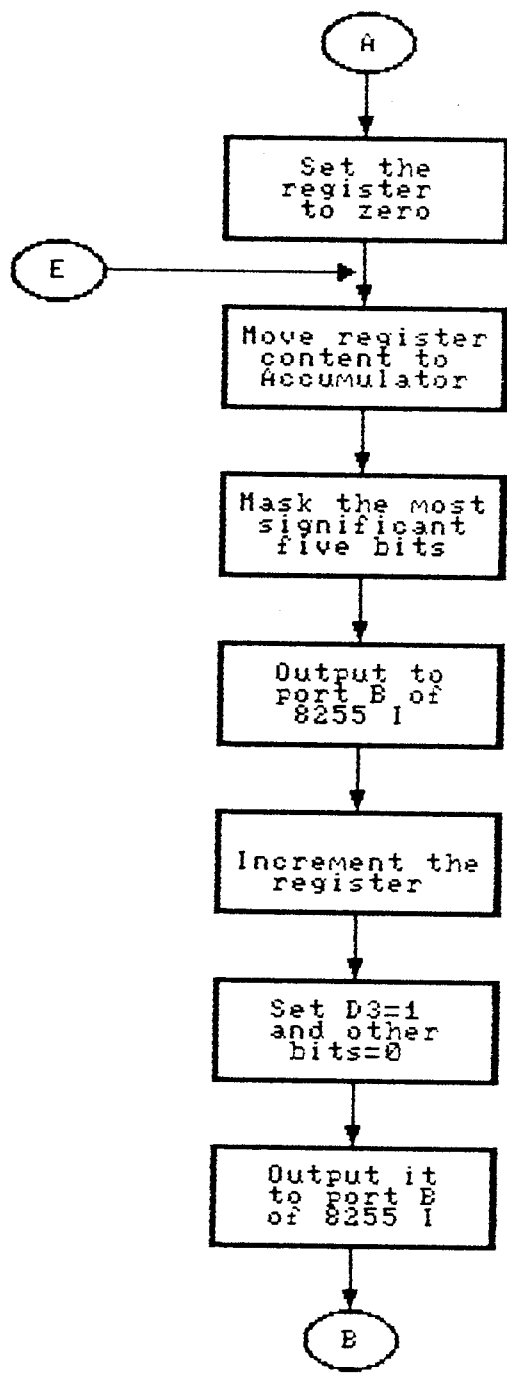 A
Set the
register
to zero
E
Move register
content to
Accumulator
Mask the most
significant
five bits
Output to
port B of
8255 I
Increment the
register
Set D3=1
and other
bits=0
Output it
to port B
of 8255 I
B